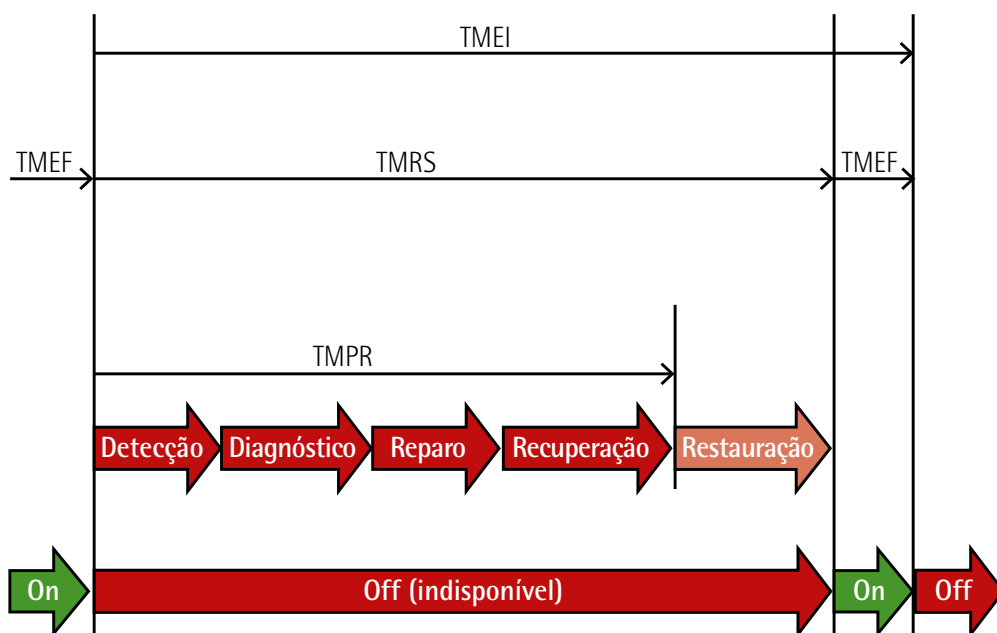 TMEI
TMEF TMRS TMEF
TMPR
Detecção Diagnóstico Reparo Recuperação Restauração
On Off (indisponível) On Off